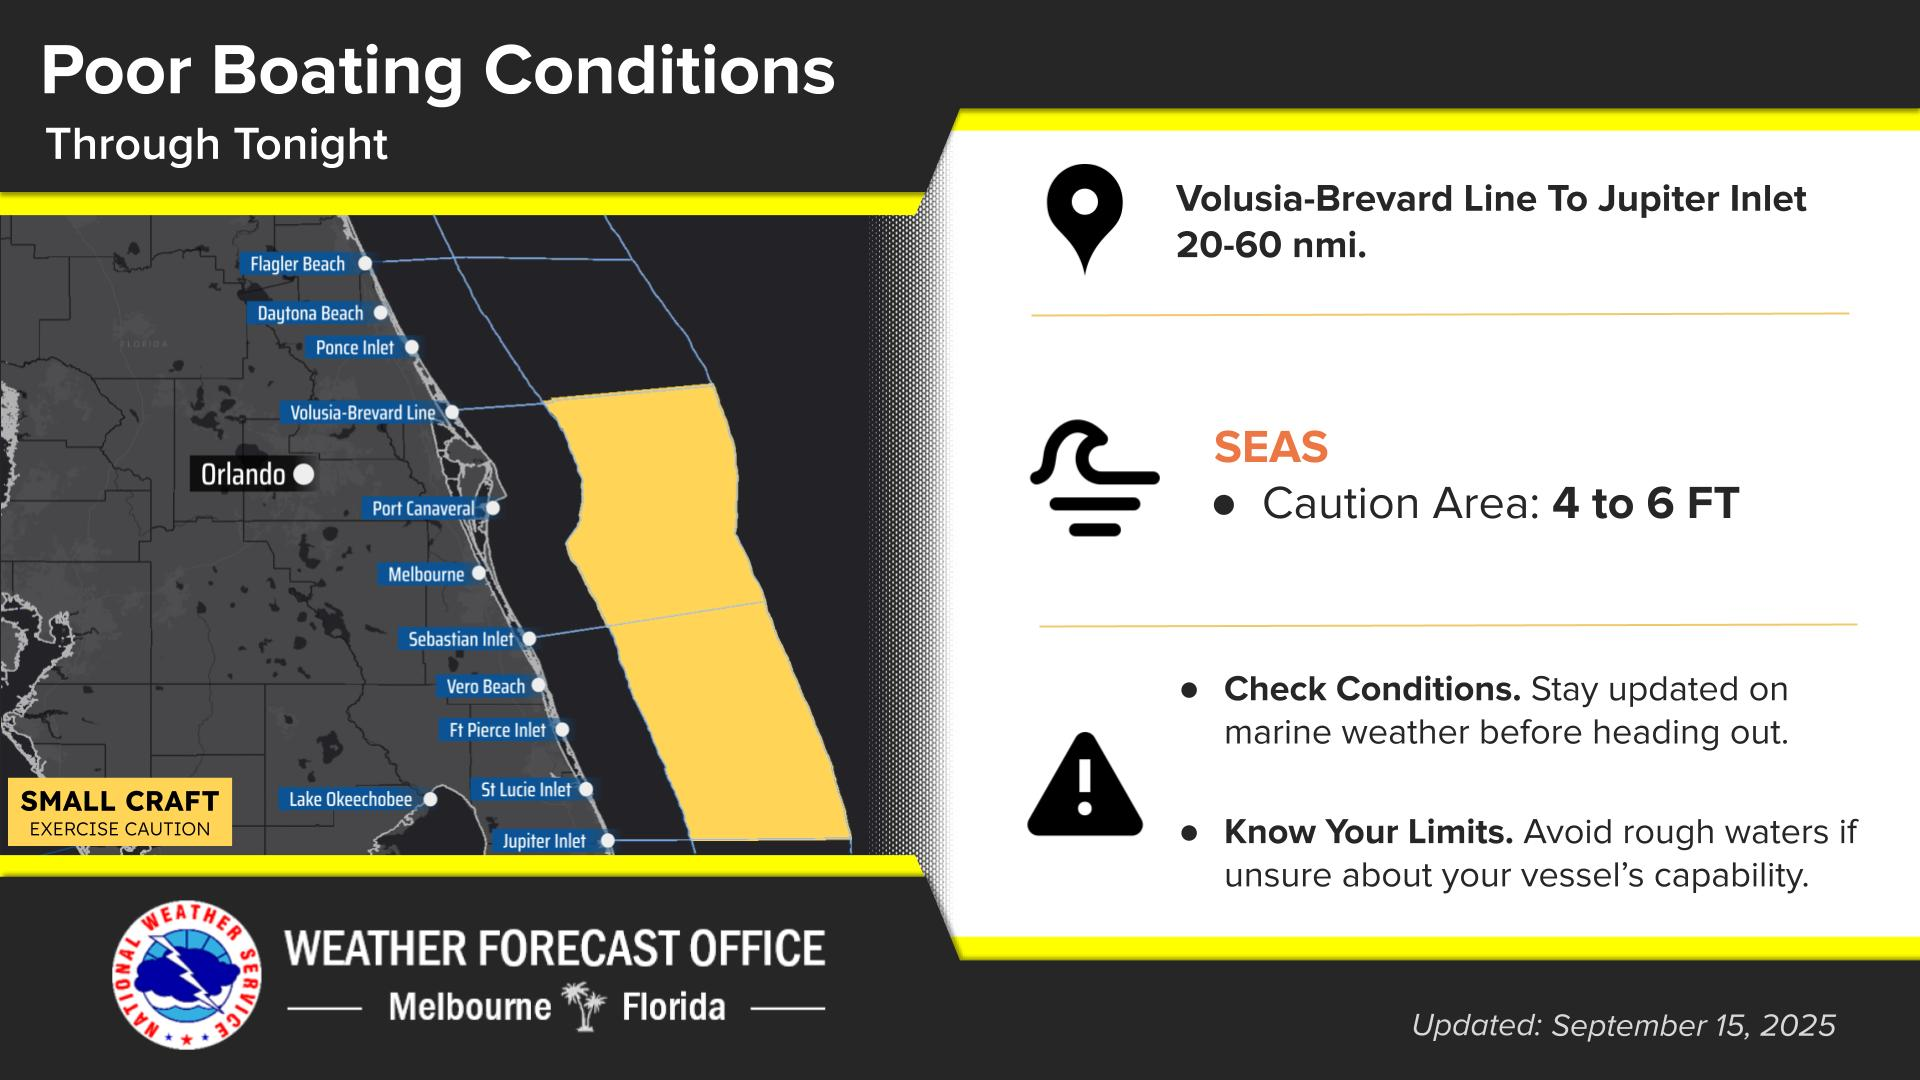 Poor Boating Conditions
Through Tonight
Flagler Beach
Daytona Beach
Ponce Inlet
FLORIDA
Volusia-Brevard Line
Orlando
Port Canaveral
Melbourne
Sebastian Inlet
Vero Beach
Ft Pierce Inlet
St Lucie Inlet
Lake Okeechobee
Jupiter Inlet
SMALL CRAFT
EXERCISE CAUTION
Volusia-Brevard Line To Jupiter Inlet
20-60 nmi.
SEAS
● Caution Area: 4 to 6 FT
● Check Conditions. Stay updated on
marine weather before heading out.
● Know Your Limits. Avoid rough waters if
unsure about your vessel’s capability.
NATIONAL WEATHER SERVICE
WEATHER FORECAST OFFICE
Melbourne Florida
Updated: September 15, 2025